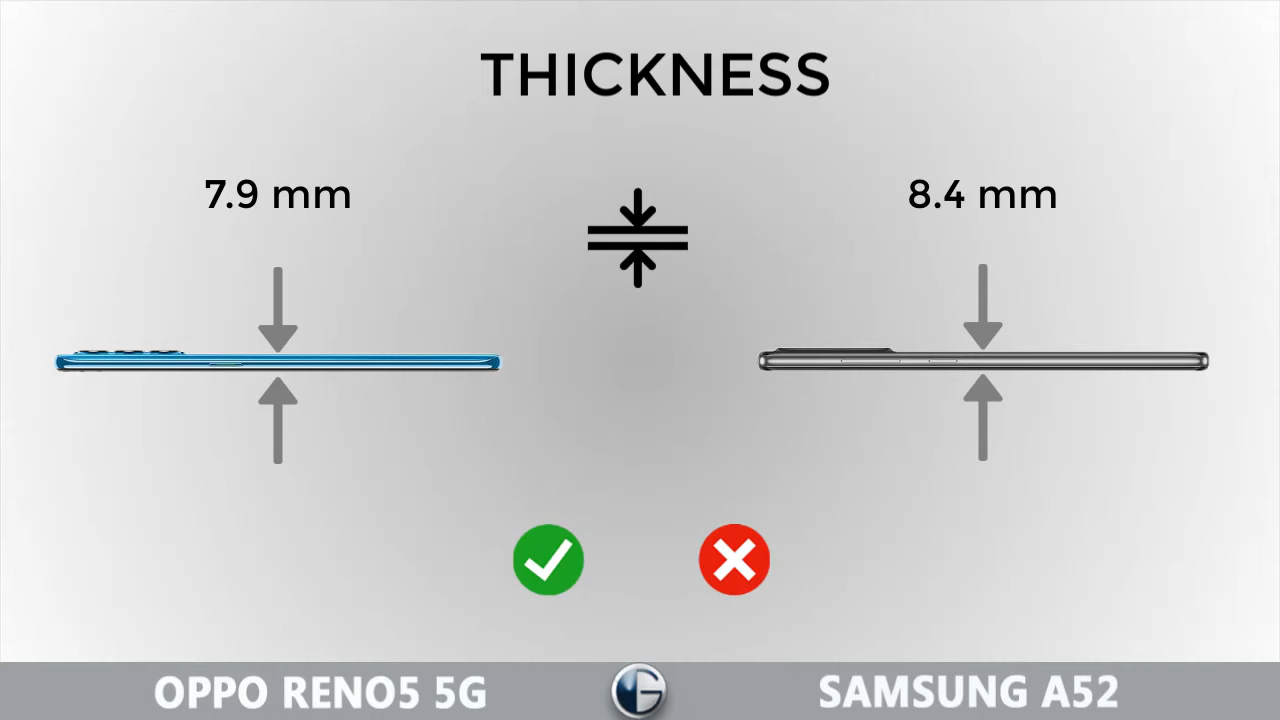 THICKNESS
7.9 mm
8.4 mm
OPPO RENO5 5G
G
SAMSUNG A52